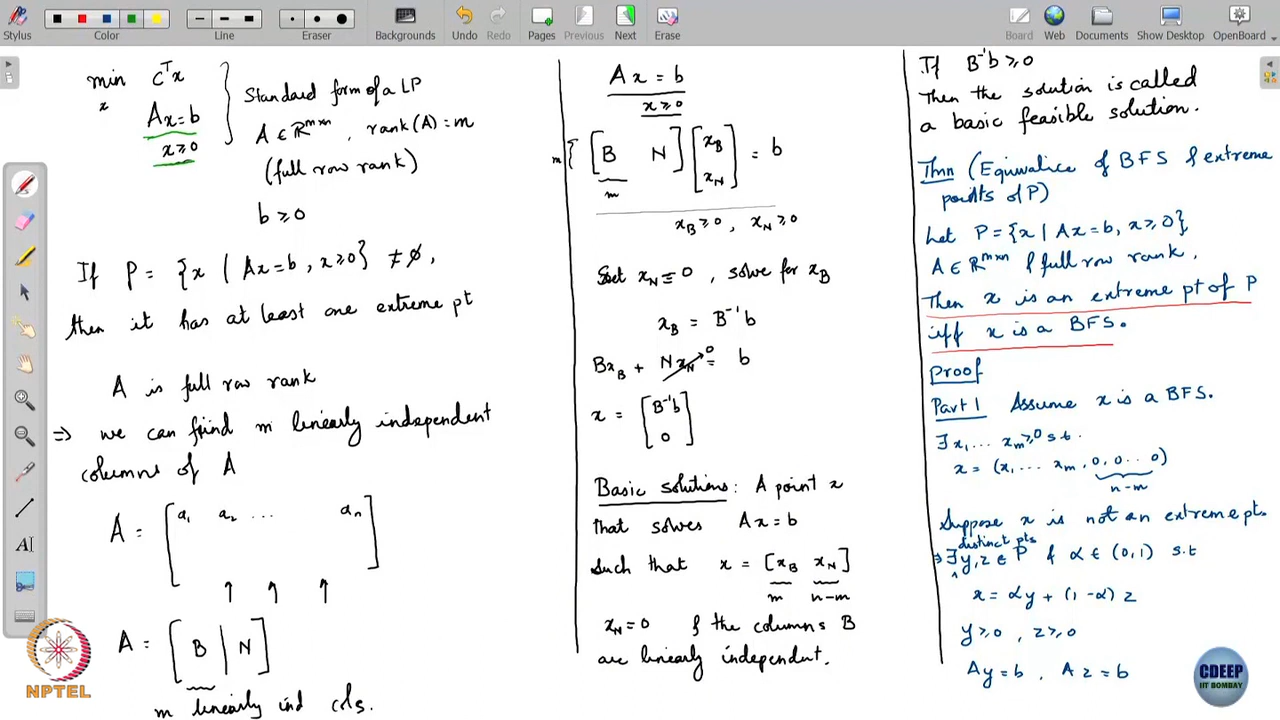 Stylus
Color
Line
Eraser
Backgrounds
Undo
Redo
Pages
Previous
Next
Erase
Board
Web
Documents
Show Desktop
OpenBoard
min cᵀx
x
Ax=b
x≥0
Standard form of a LP
A ∈ ℝᵐˣⁿ, rank(A) = m
(full row rank)
b ≥ 0
If P = {x | Ax=b, x≥0} ≠ ∅,
then it has at least one extreme pt
A is full row rank
⇒ we can find m linearly independent
columns of A
A = [a₁ a₂ ... aₙ]
↑ ↑ ↑
A = [B | N]
m linearly ind cols.
Ax = b
x≥0
m{ [B N] [x_B x_N] = b
m
x_B ≥ 0, x_N ≥ 0
Set x_N = 0, solve for x_B
x_B = B⁻¹b
Bx_B + Nx_N⁰ = b
x = [B⁻¹b 0]
Basic solutions: A point x
that solves Ax = b
Such that x = [x_B x_N]
m n-m
x_N = 0 & the columns B
are linearly independent.
If B⁻¹b ≥ 0
Then the solution is called
a basic feasible solution.
Thm (Equivalice of BFS & extreme
points of P)
Let P = {x | Ax=b, x≥0},
A ∈ ℝᵐˣⁿ & full row rank,
Then x is an extreme pt of P
iff x is a BFS.
Proof
Part 1 Assume x is a BFS.
∃ x₁... xₘ ≥0 s.t.
x = (x₁... xₘ, 0, 0... 0)
n-m
Suppose x is not an extreme pt.
distinct pts
⇒ ∃ y, z ∈ P & α ∈ (0,1) s.t
x = αy + (1-α) z
y≥0, z≥0
Ay = b, Az = b
NPTEL
CDEEP
IIT BOMBAY